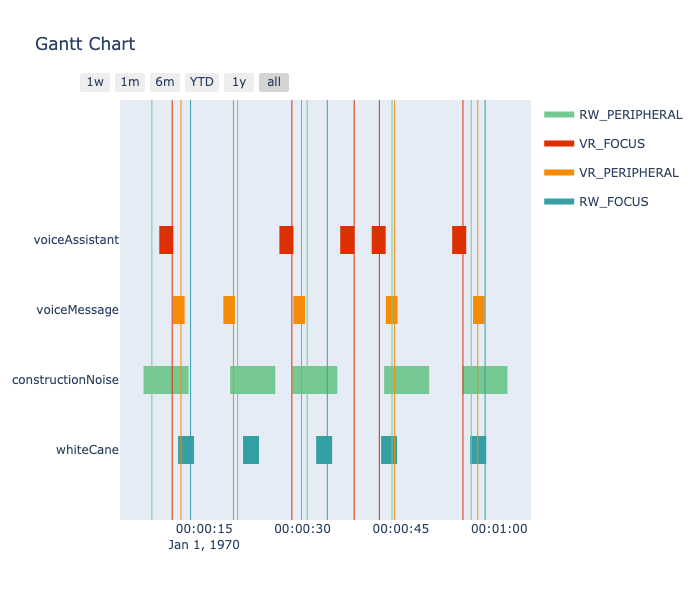 Gantt Chart
1w 1m 6m YTD 1y all
RW_PERIPHERAL
VR_FOCUS
VR_PERIPHERAL
RW_FOCUS
voiceAssistant
voiceMessage
constructionNoise
whiteCane
00:00:15 00:00:30 00:00:45 00:01:00
Jan 1, 1970